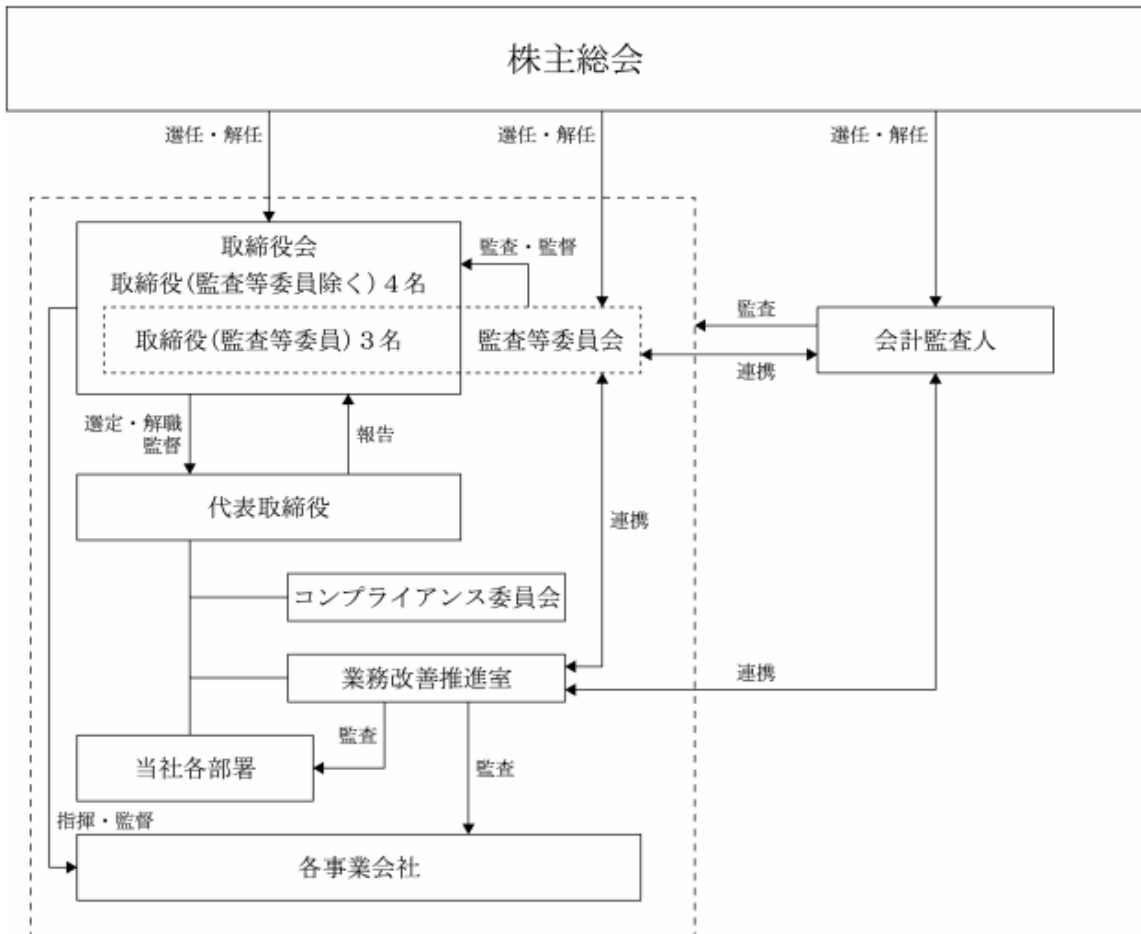 株主総会
選任・解任
選任・解任
選任・解任
取締役会
取締役(監査等委員除く)４名
監査・監督
取締役(監査等委員)３名
監査等委員会
監査
会計監査人
連携
選定・解職
監督
報告
代表取締役
連携
コンプライアンス委員会
業務改善推進室
連携
監査
当社各部署
監査
指揮・監督
各事業会社